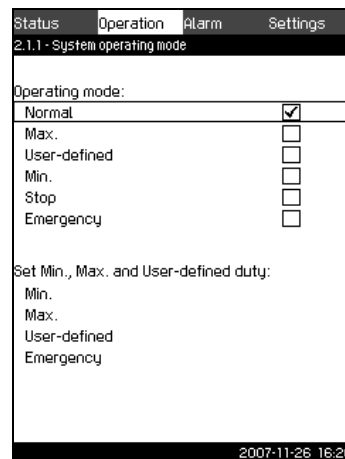 Status Operation Alarm Settings
2.1.1 - System operating mode
Operating mode:
Normal
Max.
User-defined
Min.
Stop
Emergency
Set Min., Max. and User-defined duty:
Min.
Max.
User-defined
Emergency
2007-11-26 16:26